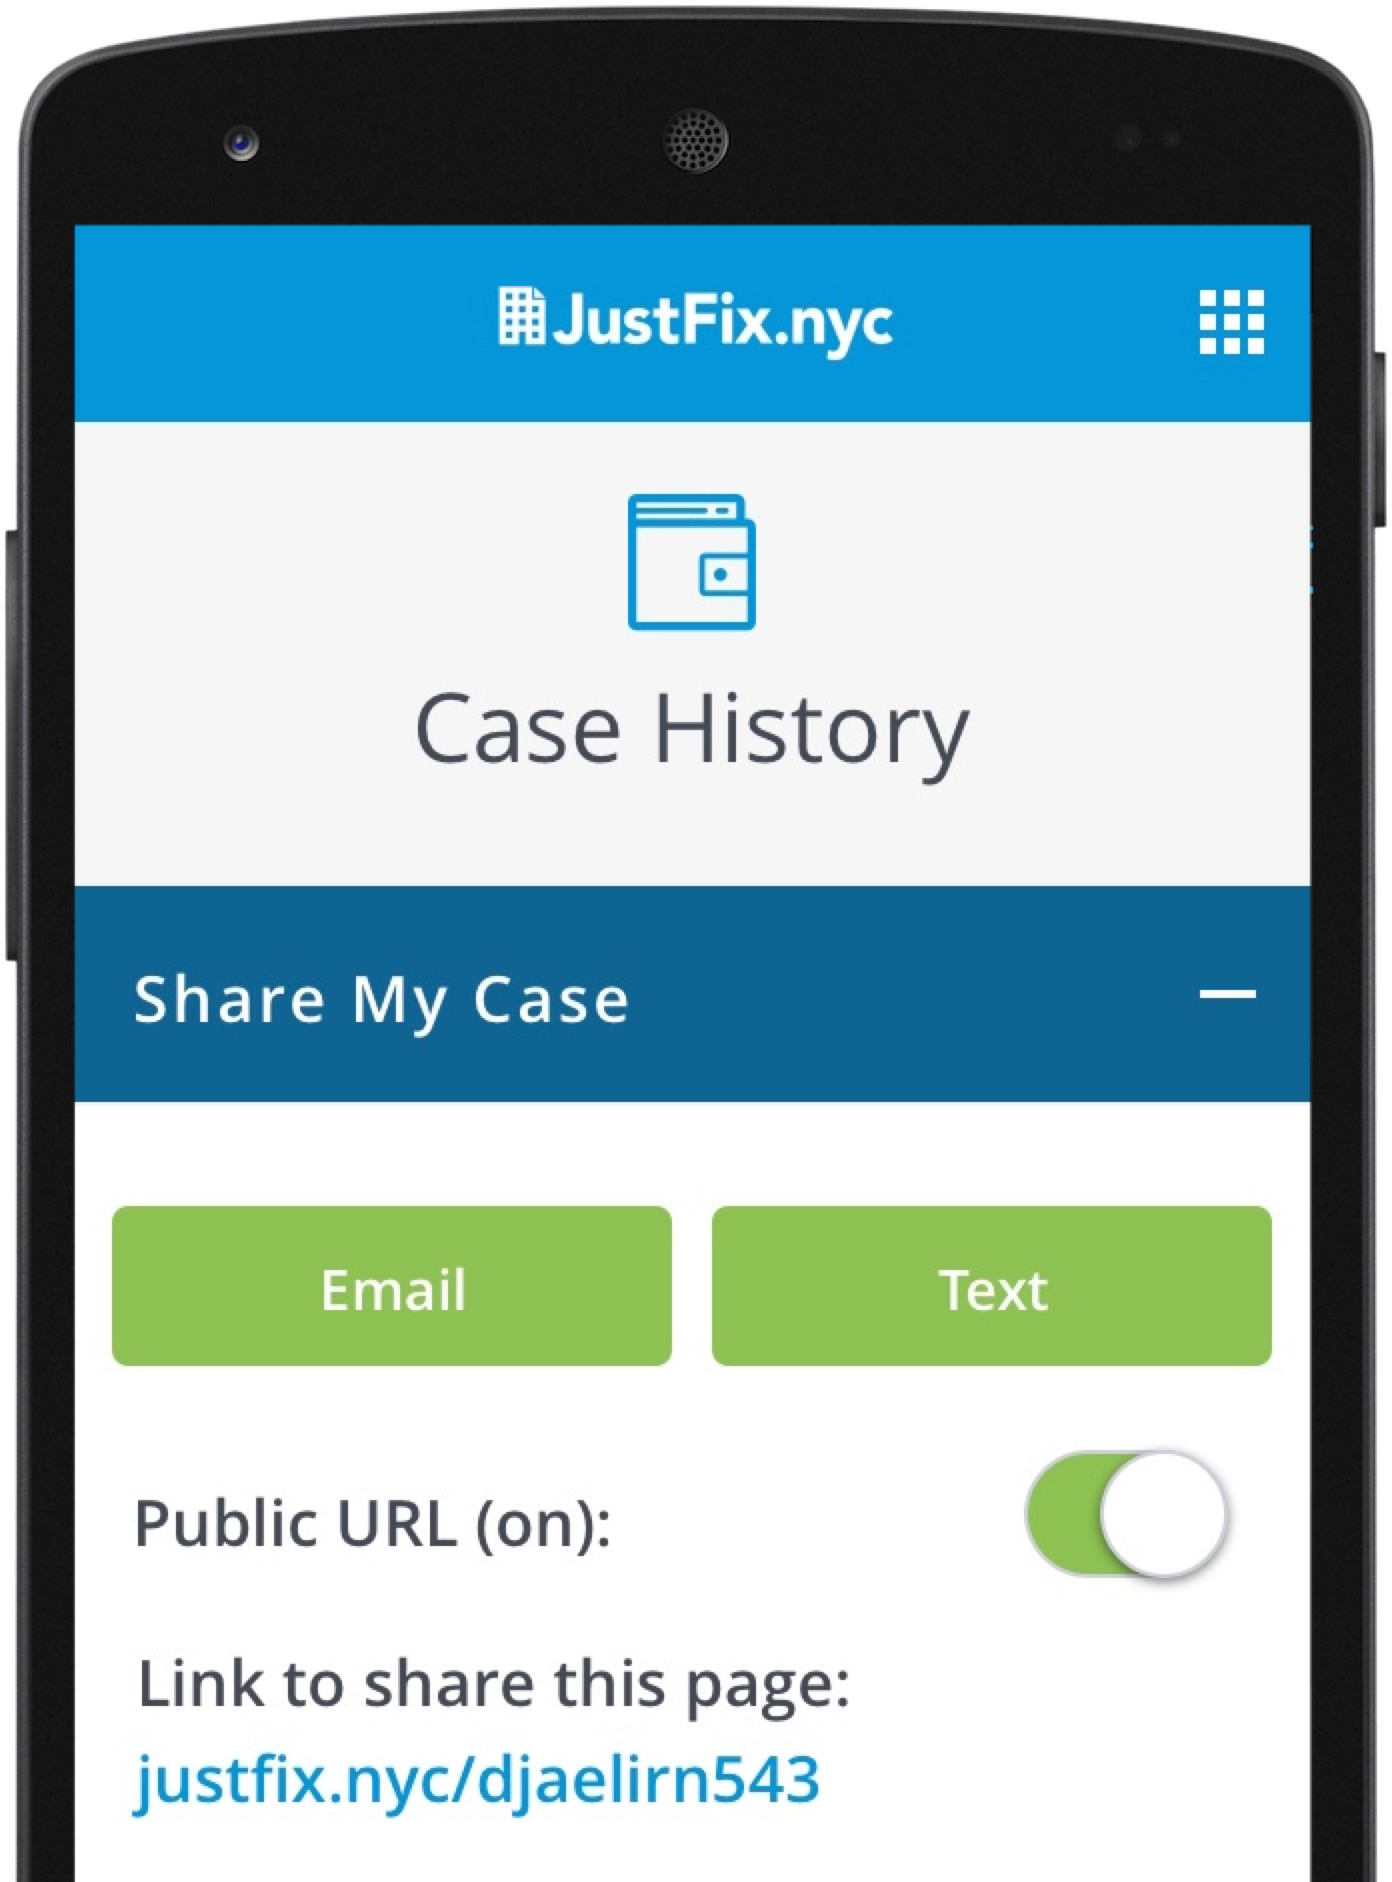 JustFix.nyc
Case History
Share My Case
Email
Text
Public URL (on):
Link to share this page:
justfix.nyc/djaelirn543